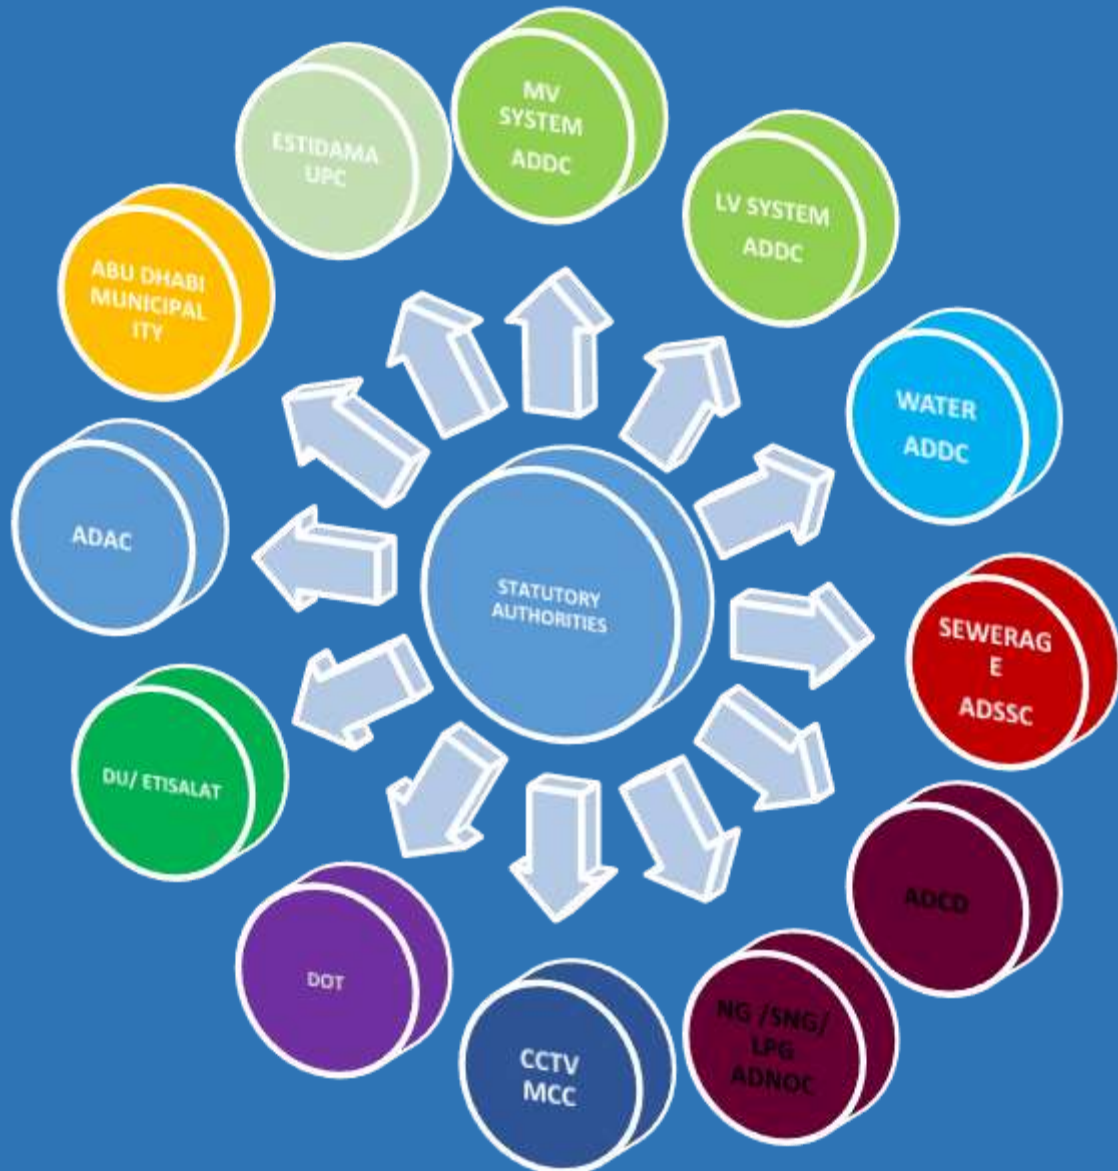 MV
SYSTEM
ADDC
LV SYSTEM
ADDC
WATER
ADDC
SEWERAG
E
ADSSC
ADCD
NG /SNG/
LPG
ADNOC
CCTV
MCC
DOT
DU/ ETISALAT
ADAC
ABU DHABI
MUNICIPAL
ITY
ESTIDAMA
UPC
STATUTORY
AUTHORITIES